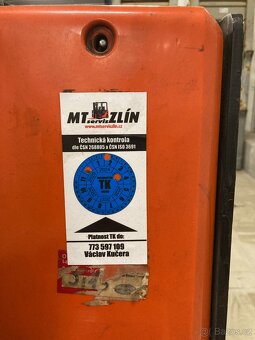 MT ZLÍN
servis
www.mtserviszlin.cz
Technická kontrola
dle ČSN 268805 a ČSN ISO 3691
TK
Platnost TK do:
773 597 109
Václav Kučera